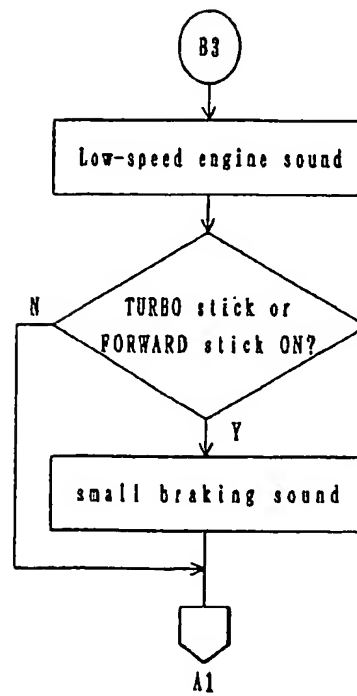 B3
Low-speed engine sound
N
TURBO stick or
FORWARD stick ON?
Y
small braking sound
A1